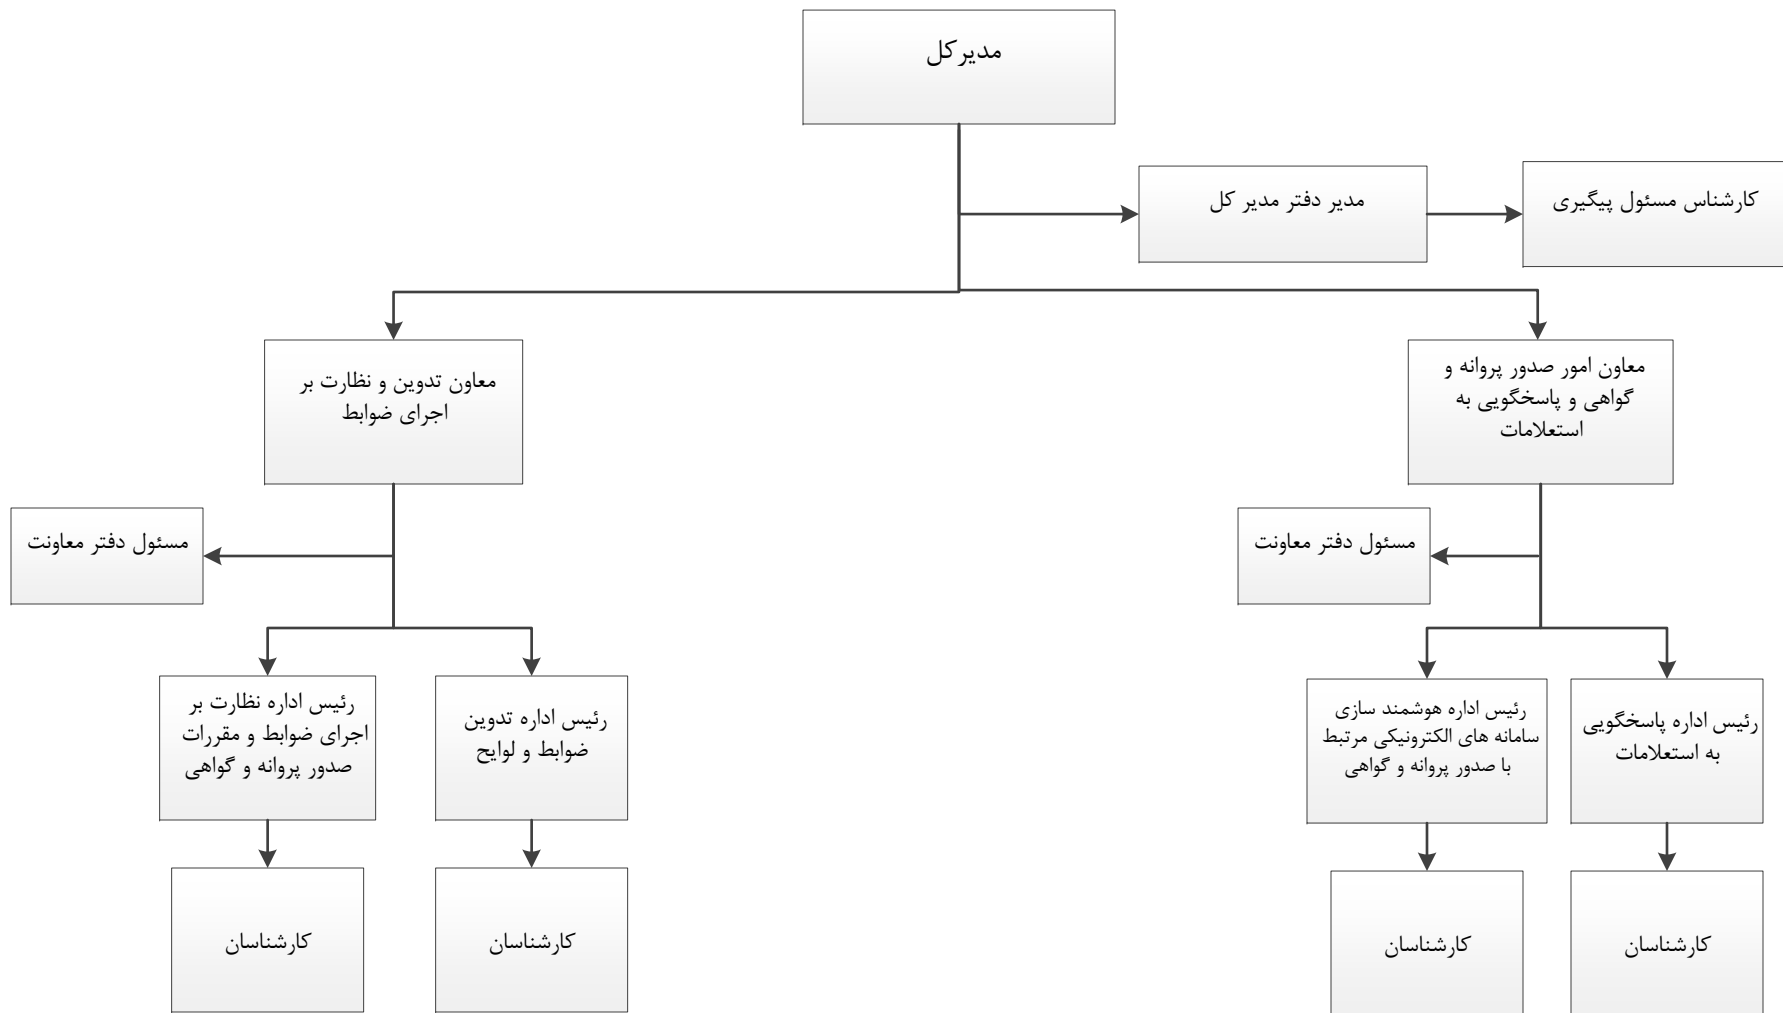 مدیرکل
مدیر دفتر مدیر کل
کارشناس مسئول پیگیری
معاون امور صدور پروانه و
گواهی و پاسخگویی به
استعلامات
معاون تدوین و نظارت بر
اجرای ضوابط
مسئول دفتر معاونت
مسئول دفتر معاونت
رئیس اداره پاسخگویی
به استعلامات
رئیس اداره هوشمند سازی
سامانه های الکترونیکی مرتبط
با صدور پروانه و گواهی
رئیس اداره تدوین
ضوابط و لوایح
رئیس اداره نظارت بر
اجرای ضوابط و مقررات
صدور پروانه و گواهی
کارشناسان
کارشناسان
کارشناسان
کارشناسان